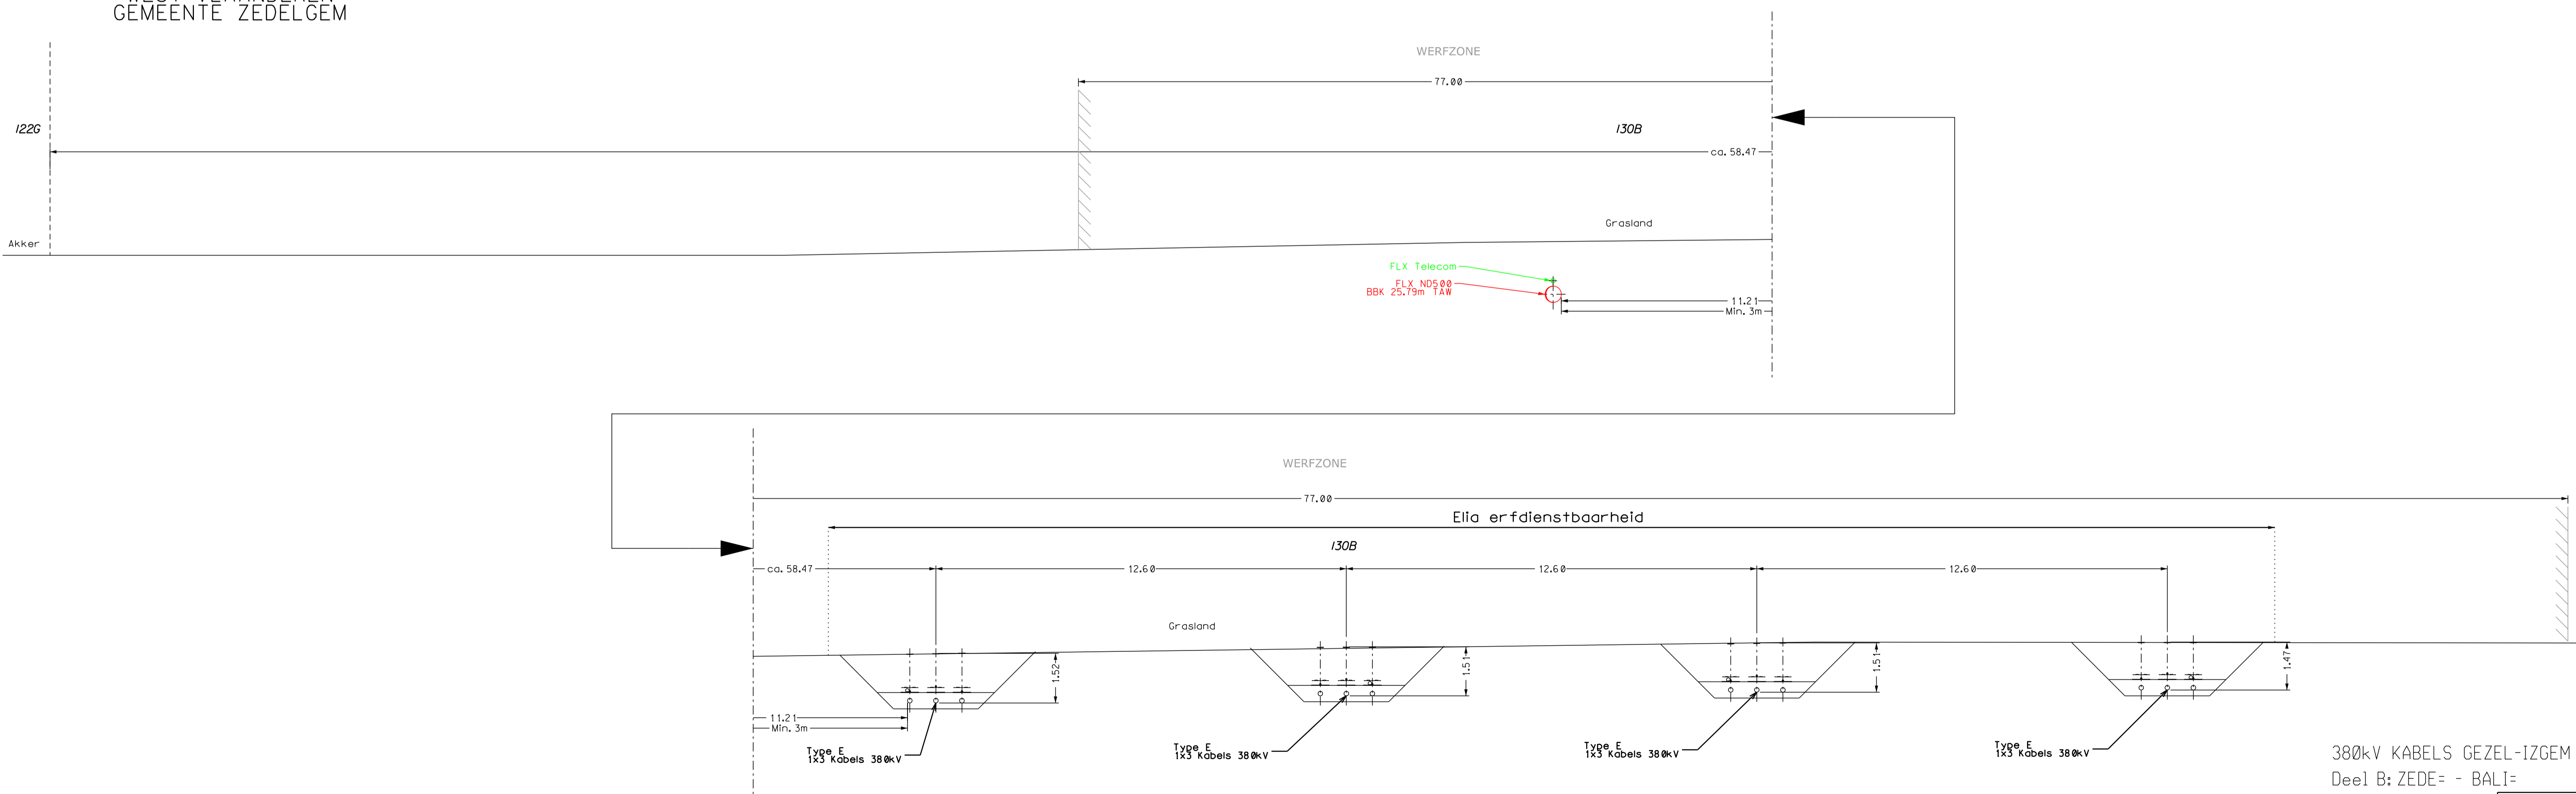 GEMEENTE ZEDELGEM
WERFZONE
77.00
122G
130B
ca. 58.47
Grasland
Akker
FLX Telecom
FLX ND500
BBK 25.79m TAW
11.21
Min. 3m
WERFZONE
77.00
Elia erfdienstbaarheid
130B
ca. 58.47
12.60
12.60
12.60
Grasland
1.52
1.51
1.51
1.47
11.21
Min. 3m
Type E
1x3 Kabels 380kV
Type E
1x3 Kabels 380kV
Type E
1x3 Kabels 380kV
Type E
1x3 Kabels 380kV
380kV KABELS GEZEL-IZGEM
Deel B: ZEDE= - BALI=